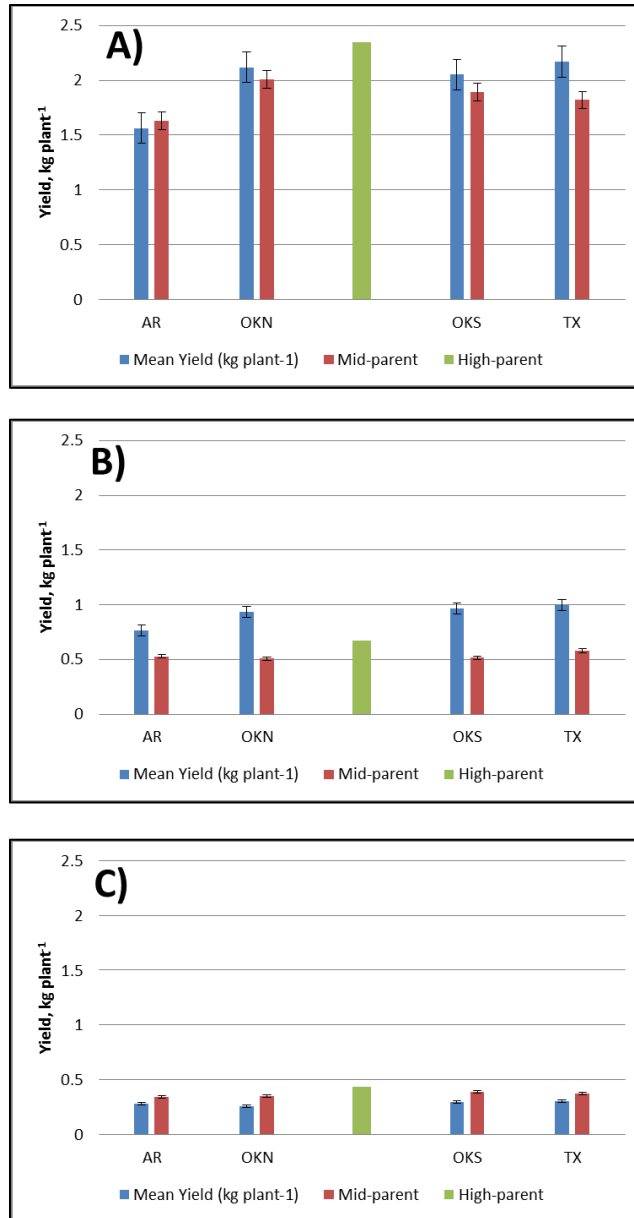 A)
2.5
2
1.5
1
0.5
0
Yield, kg plant-1
AR OKN OKS TX
Mean Yield (kg plant-1) Mid-parent High-parent
B)
2.5
2
1.5
1
0.5
0
Yield, kg plant-1
AR OKN OKS TX
Mean Yield (kg plant-1) Mid-parent High-parent
C)
2.5
2
1.5
1
0.5
0
Yield, kg plant-1
AR OKN OKS TX
Mean Yield (kg plant-1) Mid-parent High-parent